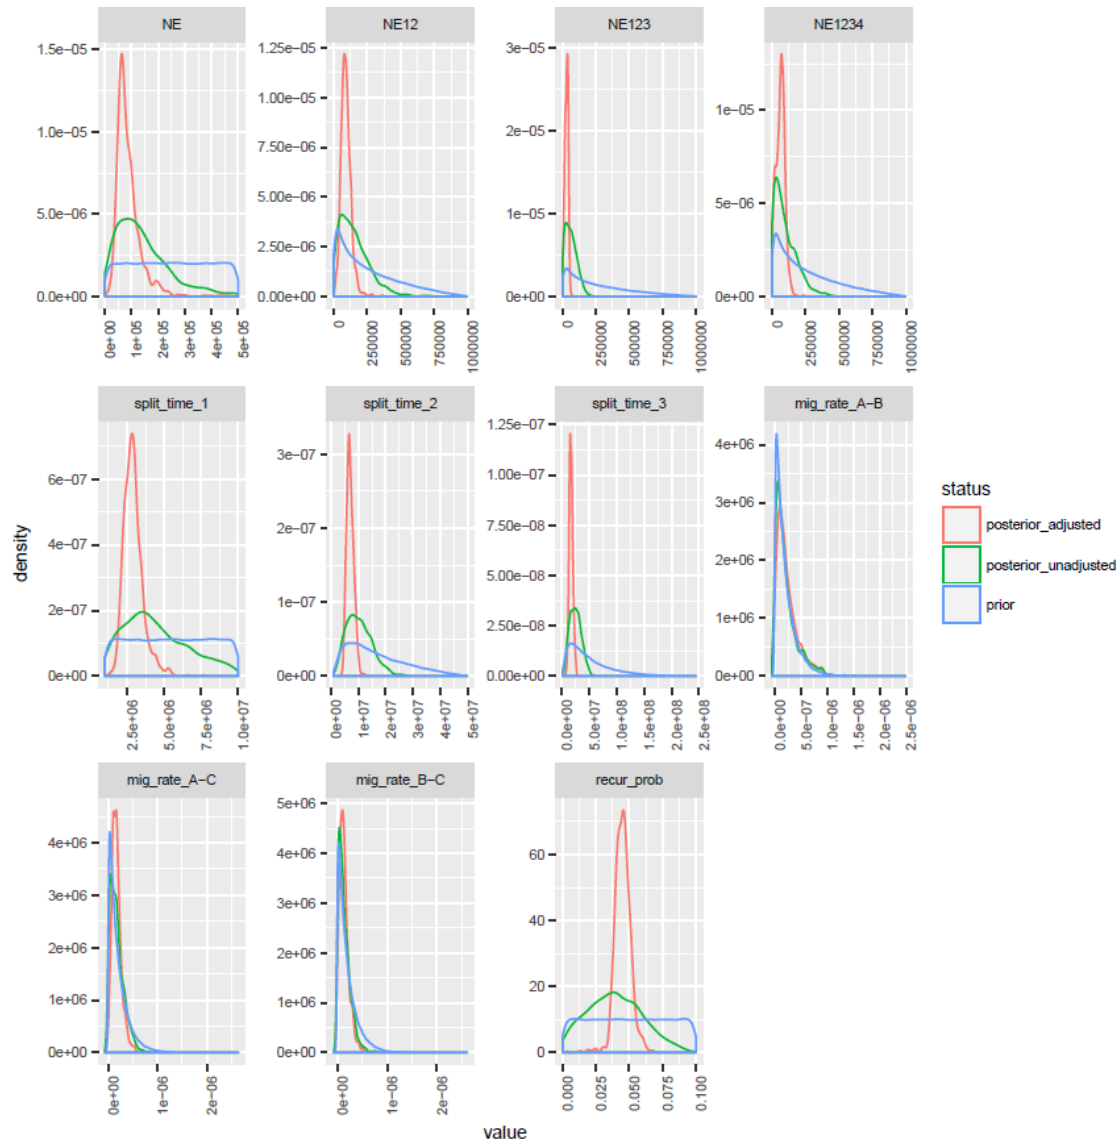 NE NE12 NE123 NE1234
1.5e-05
1.0e-05
5.0e-06
0.0e+00
0e+00 1e+05 2e+05 3e+05 4e+05 5e+05
1.25e-05
1.00e-05
7.50e-06
5.00e-06
2.50e-06
0.00e+00
0 250000 500000 750000 1000000
3e-05
2e-05
1e-05
0e+00
0 250000 500000 750000 1000000
1e-05
5e-06
0e+00
0 250000 500000 750000 1000000
split_time_1 split_time_2 split_time_3 mig_rate_A−B
6e-07
4e-07
2e-07
0e+00
2.5e+06 5.0e+06 7.5e+06 1.0e+07
3e-07
2e-07
1e-07
0e+00
0e+00 1e+07 2e+07 3e+07 4e+07 5e+07
1.25e-07
1.00e-07
7.50e-08
5.00e-08
2.50e-08
0.00e+00
0.0e+00 5.0e+07 1.0e+08 1.5e+08 2.0e+08 2.5e+08
4e+06
3e+06
2e+06
1e+06
0e+00
0.0e+00 5.0e-07 1.0e-06 1.5e-06 2.0e-06 2.5e-06
mig_rate_A−C mig_rate_B−C recur_prob
4e+06
3e+06
2e+06
1e+06
0e+00
0e+00 1e-06 2e-06
5e+06
4e+06
3e+06
2e+06
1e+06
0e+00
0e+00 1e-06 2e-06
60
40
20
0
0.000 0.025 0.050 0.075 0.100
density
value
status
posterior_adjusted
posterior_unadjusted
prior